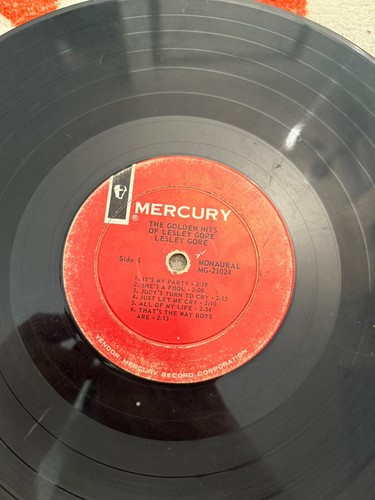 MERCURY
®
THE GOLDEN HITS
OF LESLEY GORE
LESLEY GORE
Side 1
MONAURAL
MG-21024
1. IT'S MY PARTY - 2:19
2. SHE'S A FOOL - 2:08
3. JUDY'S TURN TO CRY - 2:12
4. JUST LET ME CRY - 2:10
5. ALL OF MY LIFE - 2:24
6. THAT'S THE WAY BOYS
ARE - 2:13
VENDOR MERCURY RECORD CORPORATION